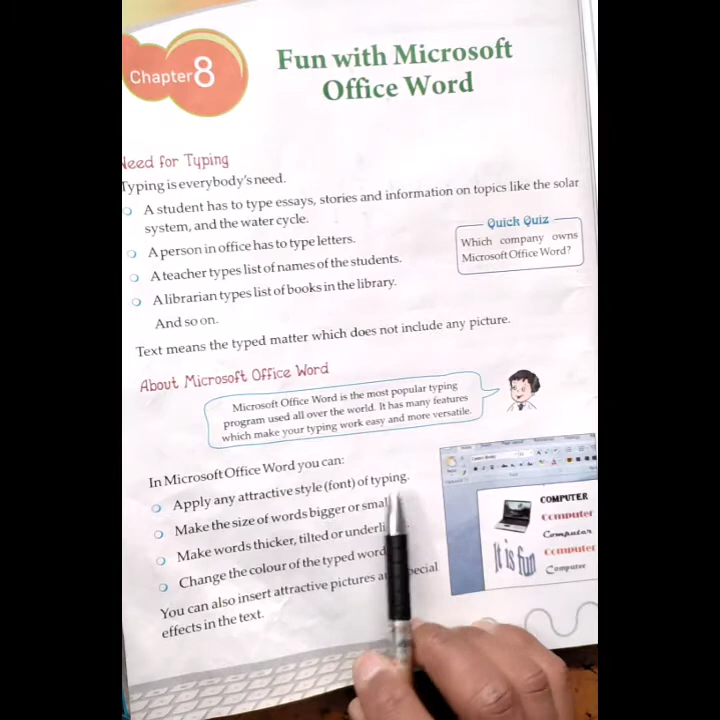 Chapter 8
Fun with Microsoft
Office Word
Need for Typing
Typing is everybody's need.
A student has to type essays, stories and information on topics like the solar
system, and the water cycle.
A person in office has to type letters.
A teacher types list of names of the students.
A librarian types list of books in the library.
And so on.
Quick Quiz
Which company owns
Microsoft Office Word?
Text means the typed matter which does not include any picture.
About Microsoft Office Word
Microsoft Office Word is the most popular typing
program used all over the world. It has many features
which make your typing work easy and more versatile.
In Microsoft Office Word you can:
Apply any attractive style (font) of typing.
Make the size of words bigger or
Make words thicker, tilted or
Change the colour of the typed
You can also insert attractive pictures
effects in the text.
COMPUTER
Computer
Computer
Computer
Computer
It is fun